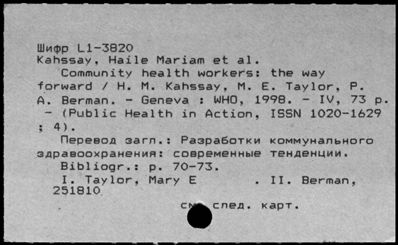 Шифр L1-3820
Kahssay, Haile Mariam et al.
Community health workers: the way
forward / H. M. Kahssay, M. E. Taylor, P.
A. Berman. - Geneva : WHO, 1998. - IV, 73 p.
- (Public Health in Action, ISSN 1020-1629
; 4).
Перевод загл.: Разработки коммунального
здравоохранения: современные тенденции.
Bibliogr.: p. 70-73.
I. Taylor, Mary E . II. Berman,
251810
см след. карт.